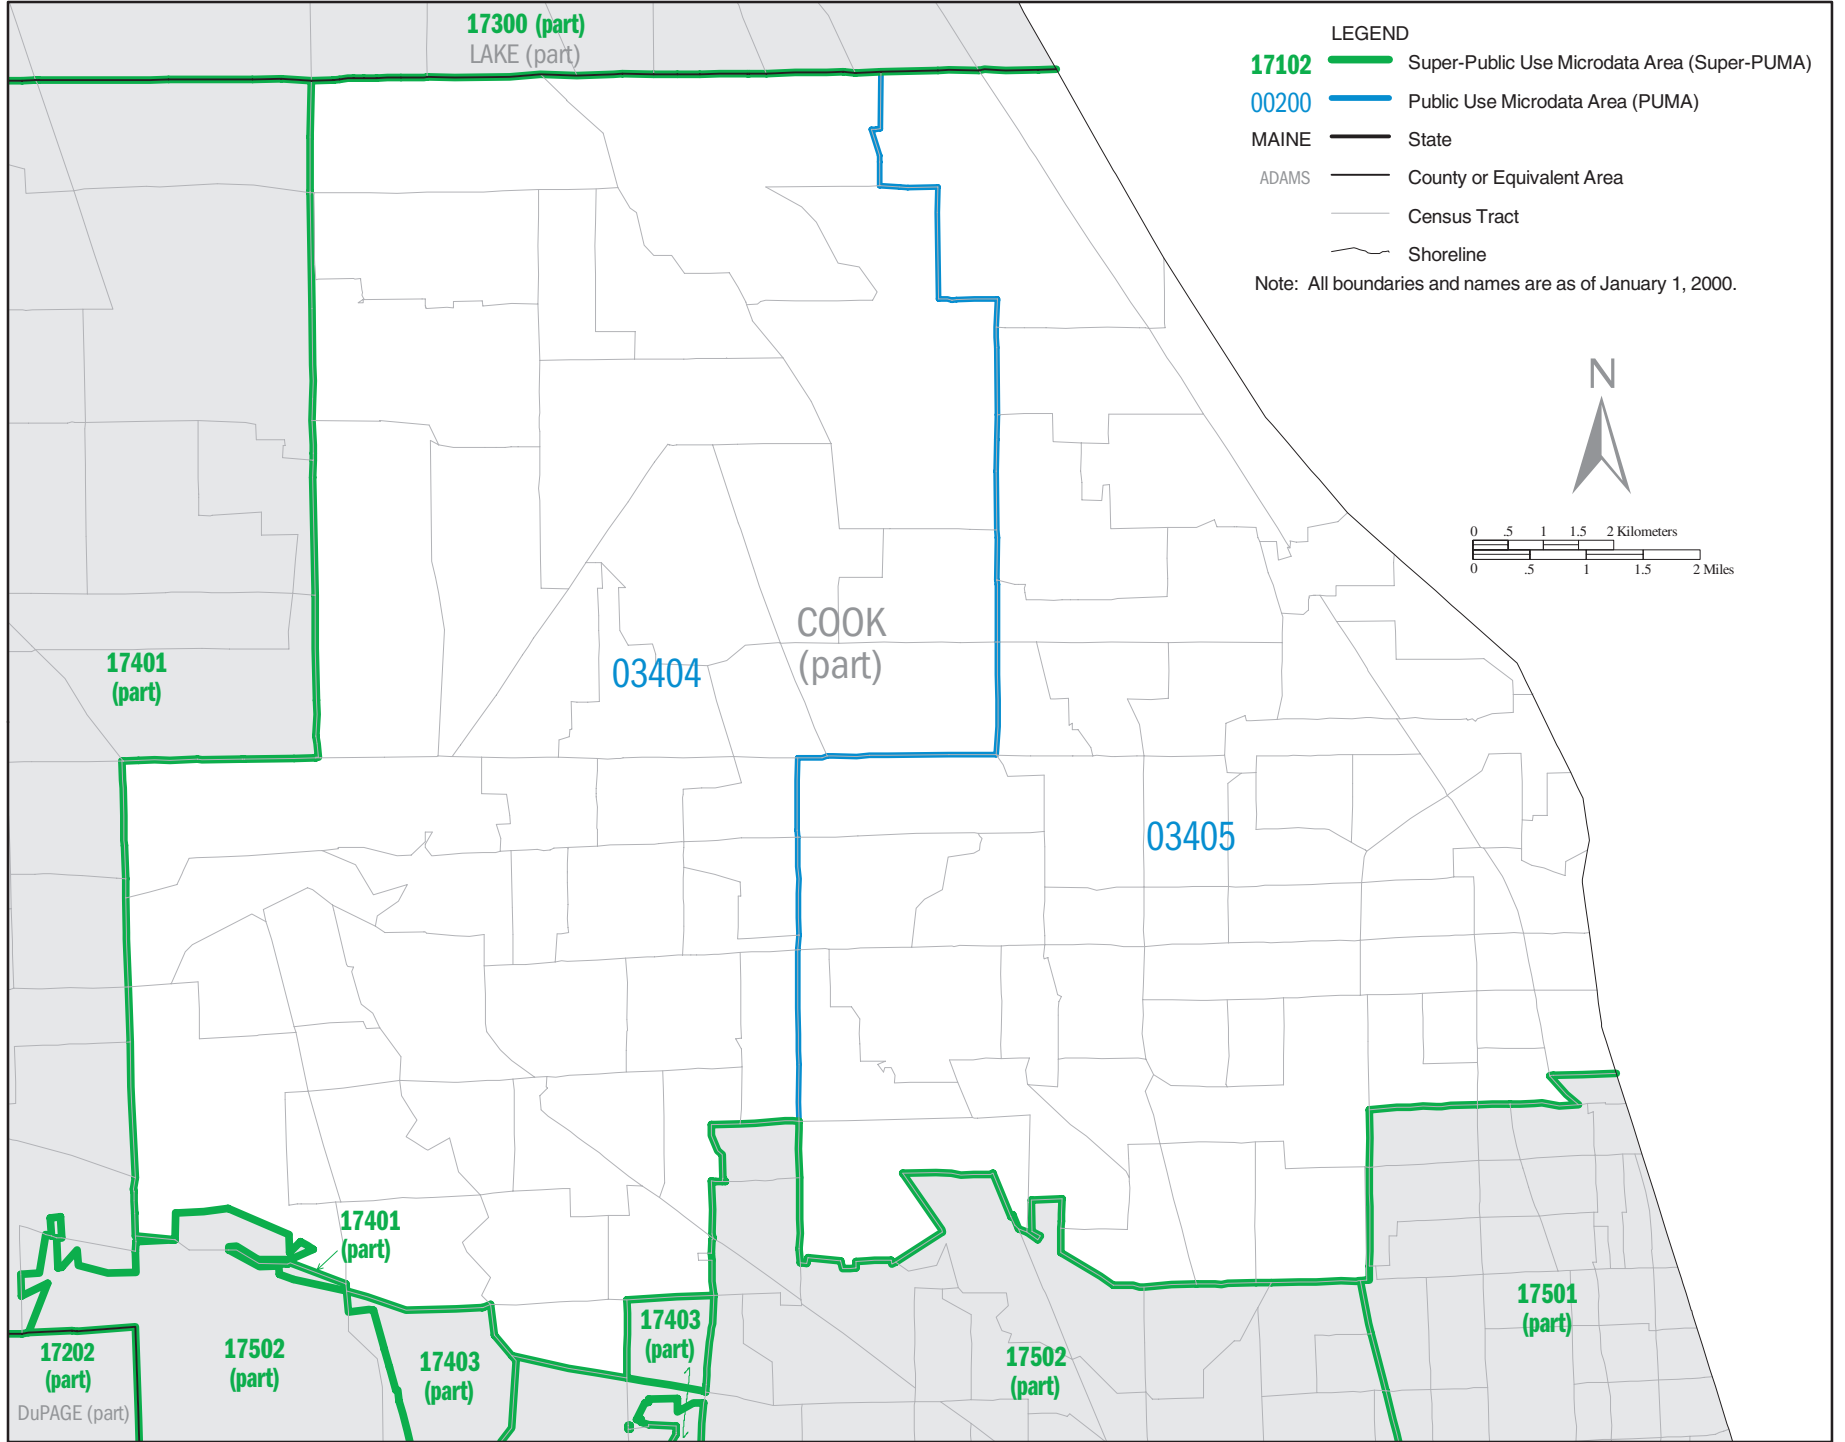 17300 (part)
LAKE (part)
LEGEND
17102 Super-Public Use Microdata Area (Super-PUMA)
00200 Public Use Microdata Area (PUMA)
MAINE State
ADAMS County or Equivalent Area
Census Tract
Shoreline
Note: All boundaries and names are as of January 1, 2000.
N
0 .5 1 1.5 2 Kilometers
0 .5 1 1.5 2 Miles
COOK
(part)
17401
(part)
03404
03405
17401
(part)
17501
(part)
17403
(part)
17202
(part)
DuPAGE (part)
17502
(part)
17403
(part)
17502
(part)